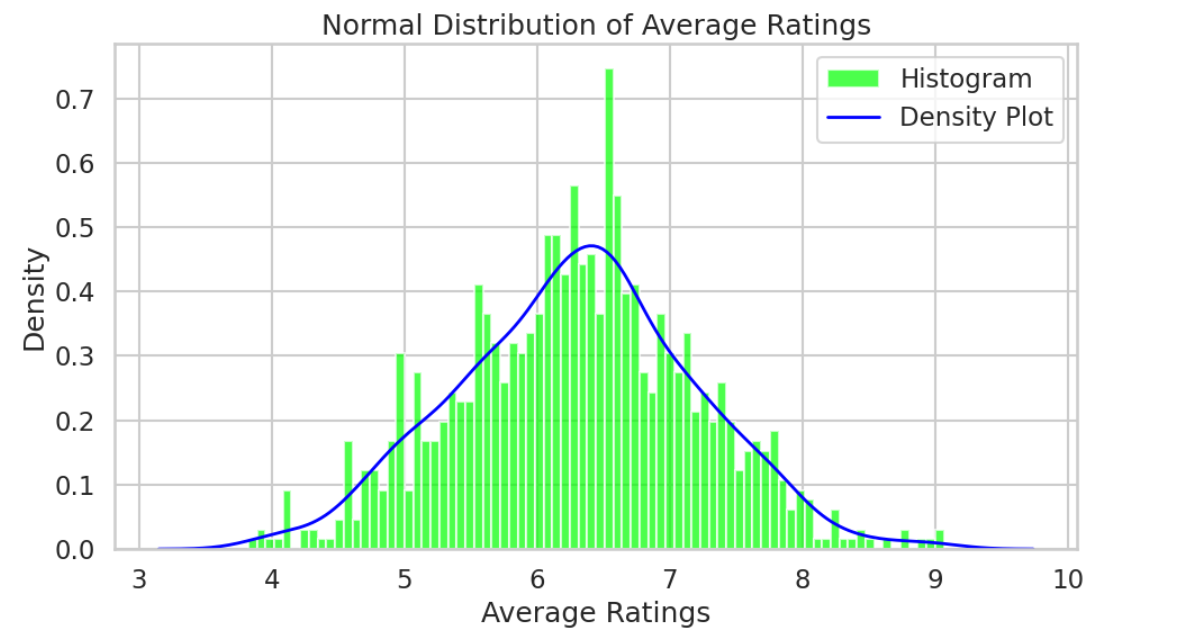 Normal Distribution of Average Ratings
Histogram
Density Plot
Density
0.7
0.6
0.5
0.4
0.3
0.2
0.1
0.0
3 4 5 6 7 8 9 10
Average Ratings